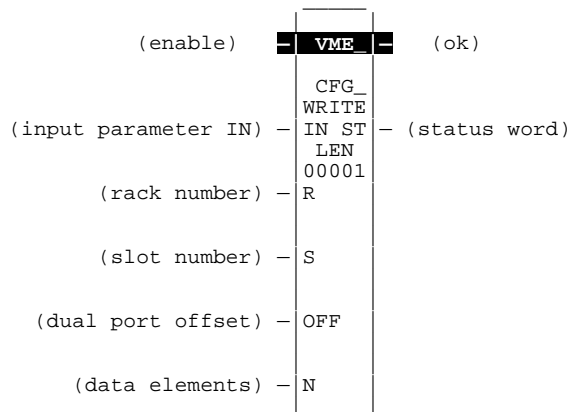 (enable) VME_ (ok)
CFG_
WRITE
(input parameter IN) IN ST (status word)
LEN
00001
(rack number) R
(slot number) S
(dual port offset) OFF
(data elements) N